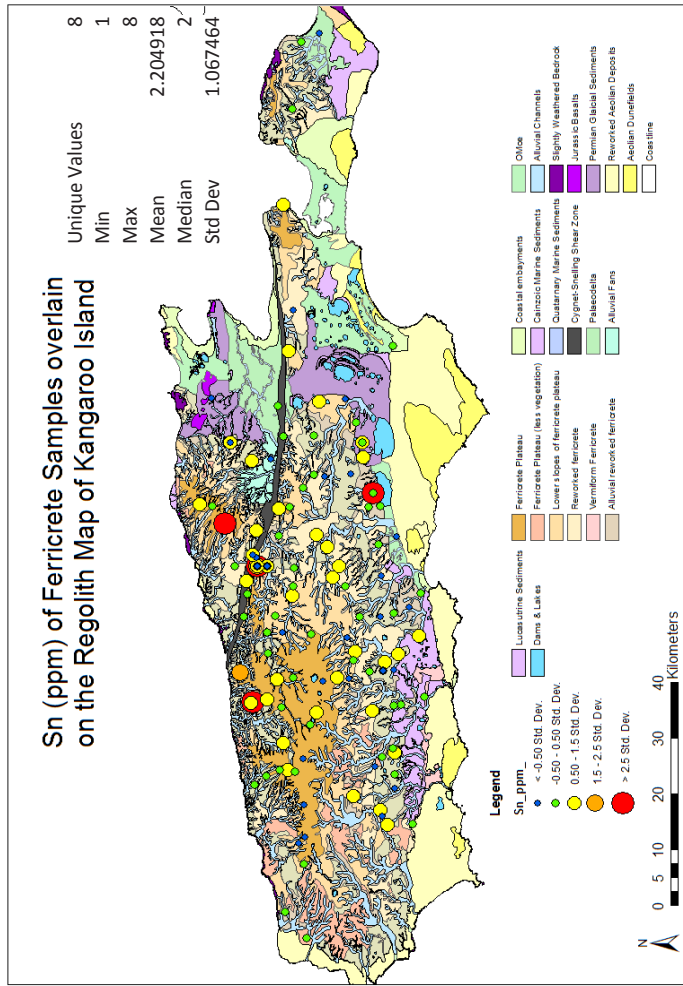 Sn (ppm) of Ferricrete Samples overlain
on the Regolith Map of Kangaroo Island
Unique Values 8
Min 1
Max 8
Mean 2.204918
Median 2
Std Dev 1.067464
Legend
Sn_ppm_
< -0.50 Std. Dev.
-0.50 - 0.50 Std. Dev.
0.50 - 1.5 Std. Dev.
1.5 - 2.5 Std. Dev.
> 2.5 Std. Dev.
Lucasutrine Sediments
Dams & Lakes
Ferricrete Plateau
Ferricrete Plateau (less vegetation)
Lower slopes of ferricrete plateau
Reworked ferricrete
Vermiform Ferricrete
Alluvial reworked ferricrete
Coastal embayments
Cainzoic Marine Sediments
Quatarnary Marine Sediments
Cygnet-Snelling Shear Zone
Palaeodelta
Alluvial Fans
OMoe
Alluvial Channels
Slightly Weathered Bedrock
Jurassic Basalts
Permian Glaicial Sediments
Reworked Aeolian Deposits
Aeolian Dunefields
Coastline
N
0 5 10 20 30 40
Kilometers